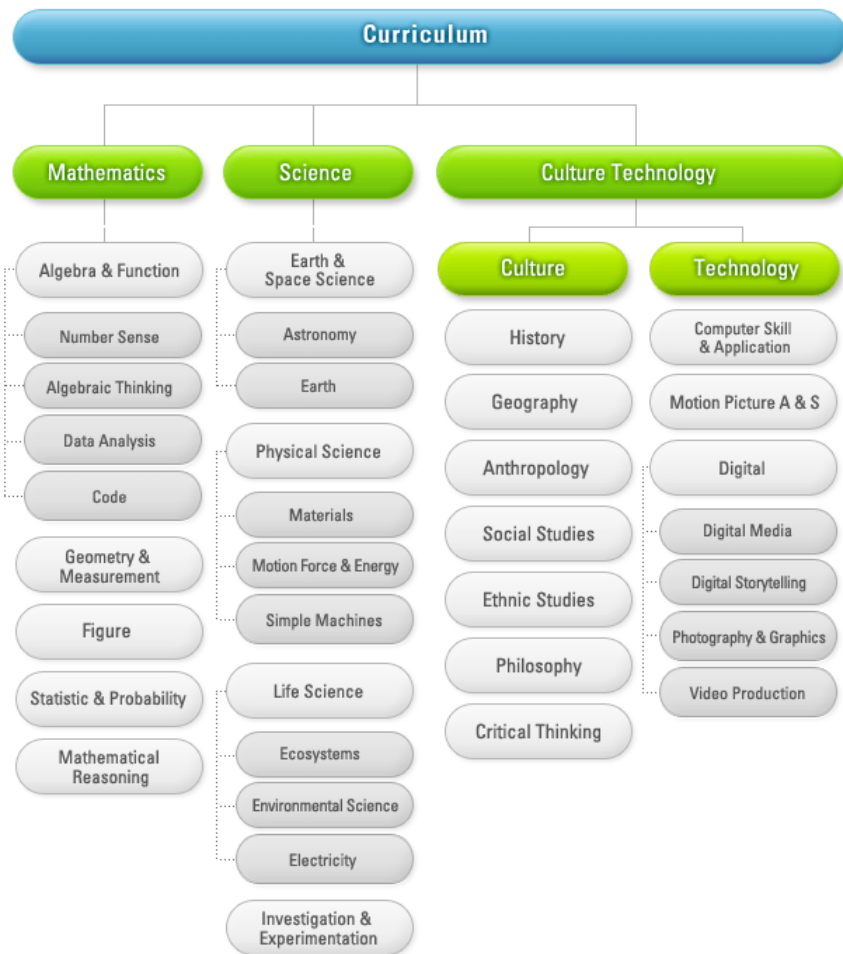 Curriculum
Mathematics
Science
Culture Technology
Algebra & Function
Number Sense
Algebraic Thinking
Data Analysis
Code
Geometry &
Measurement
Figure
Statistic & Probability
Mathematical
Reasoning
Earth &
Space Science
Astronomy
Earth
Physical Science
Materials
Motion Force & Energy
Simple Machines
Life Science
Ecosystems
Environmental Science
Electricity
Investigation &
Experimentation
Culture
History
Geography
Anthropology
Social Studies
Ethnic Studies
Philosophy
Critical Thinking
Technology
Computer Skill
& Application
Motion Picture A & S
Digital
Digital Media
Digital Storytelling
Photography & Graphics
Video Production